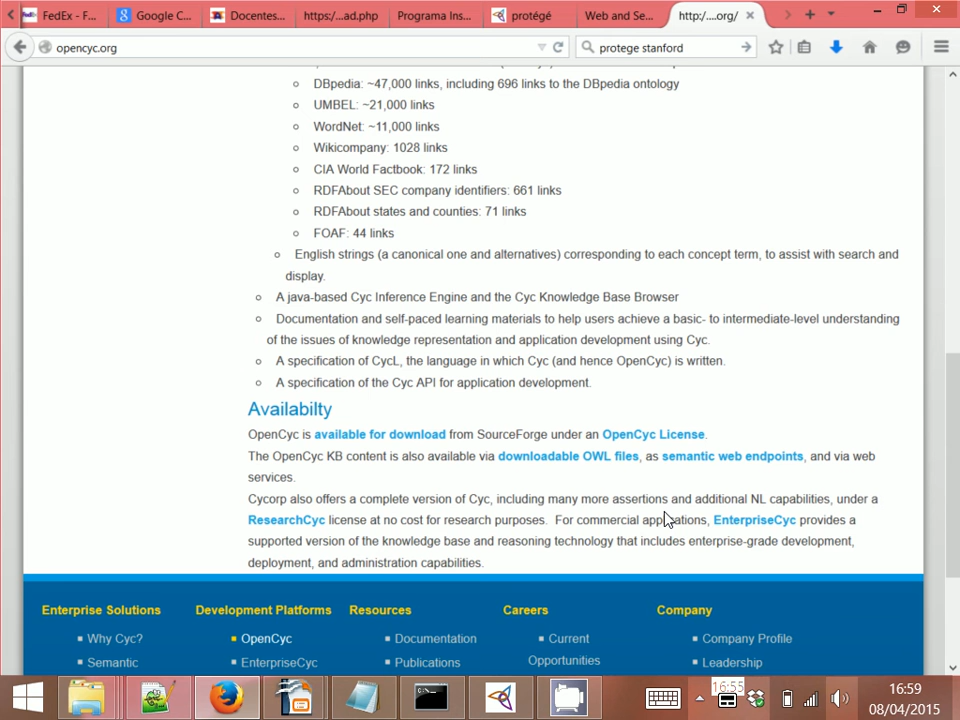 FedEx - F...
Google C...
Docentes...
https:/...ad.php
Programa Ins...
protégé
Web and Se...
http:/....org/
opencyc.org
protege stanford
DBpedia: ~47,000 links, including 696 links to the DBpedia ontology
UMBEL: ~21,000 links
WordNet: ~11,000 links
Wikicompany: 1028 links
CIA World Factbook: 172 links
RDFAbout SEC company identifiers: 661 links
RDFAbout states and counties: 71 links
FOAF: 44 links
English strings (a canonical one and alternatives) corresponding to each concept term, to assist with search and
display.
A java-based Cyc Inference Engine and the Cyc Knowledge Base Browser
Documentation and self-paced learning materials to help users achieve a basic- to intermediate-level understanding
of the issues of knowledge representation and application development using Cyc.
A specification of CycL, the language in which Cyc (and hence OpenCyc) is written.
A specification of the Cyc API for application development.
Availabilty
OpenCyc is available for download from SourceForge under an OpenCyc License.
The OpenCyc KB content is also available via downloadable OWL files, as semantic web endpoints, and via web
services.
Cycorp also offers a complete version of Cyc, including many more assertions and additional NL capabilities, under a
ResearchCyc license at no cost for research purposes.  For commercial applications, EnterpriseCyc provides a
supported version of the knowledge base and reasoning technology that includes enterprise-grade development,
deployment, and administration capabilities.
Enterprise Solutions
Development Platforms
Resources
Careers
Company
Why Cyc?
OpenCyc
Documentation
Current
Company Profile
Semantic
EnterpriseCyc
Publications
Opportunities
Leadership
16:55
16:59
08/04/2015